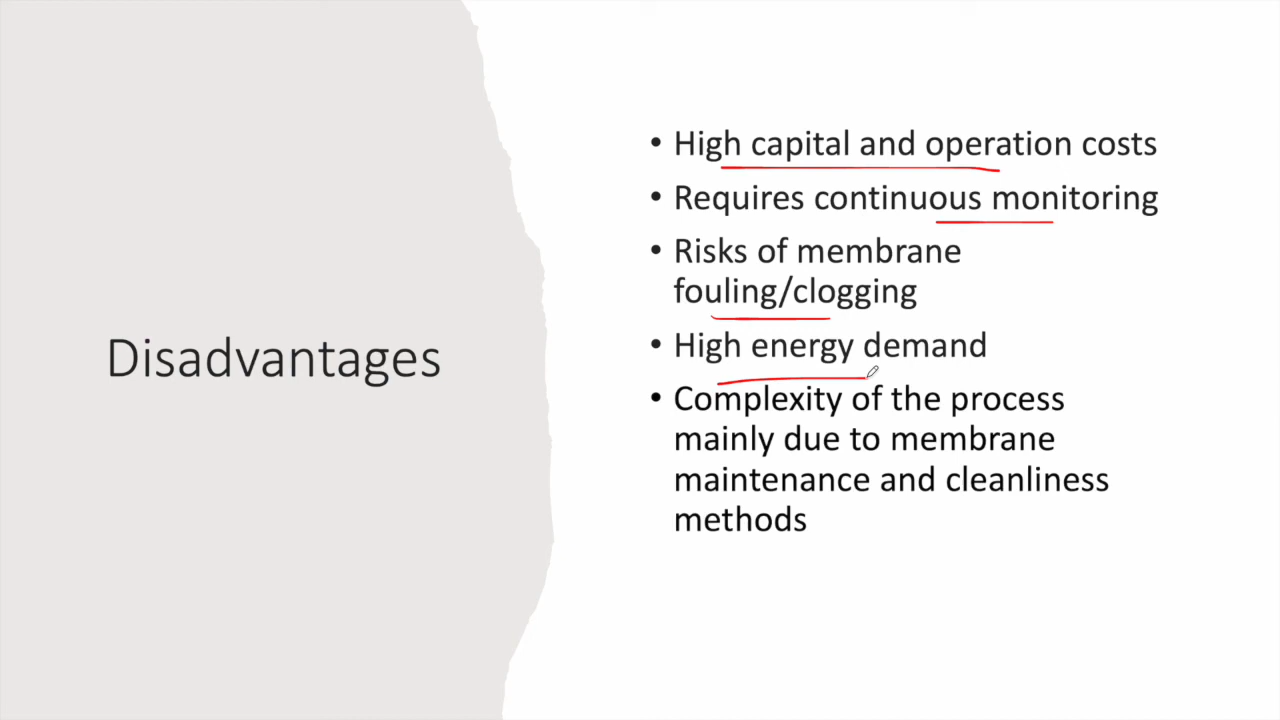 Disadvantages
• High capital and operation costs
• Requires continuous monitoring
• Risks of membrane
fouling/clogging
• High energy demand
• Complexity of the process
mainly due to membrane
maintenance and cleanliness
methods